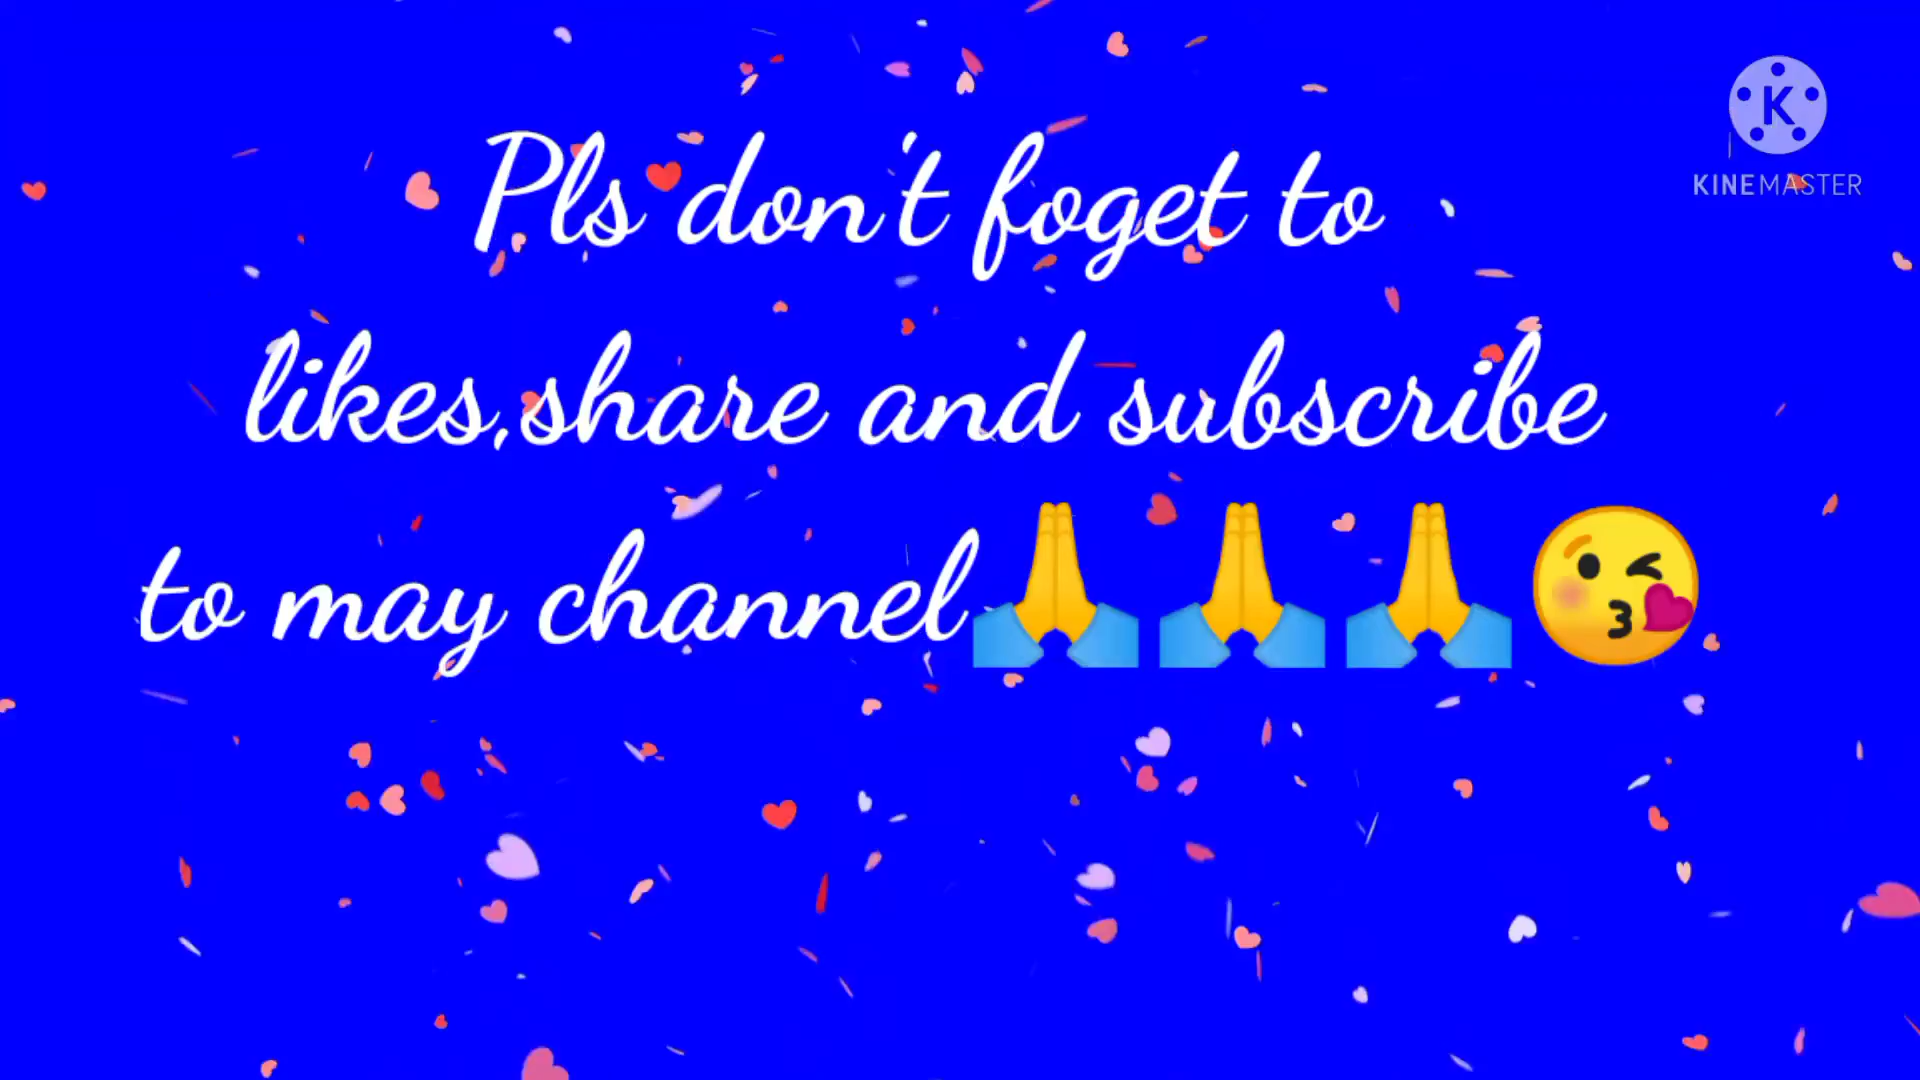 Pls don't foget to
likes,share and subscribe
to may channel🙏🙏🙏😘
K
KINEMASTER